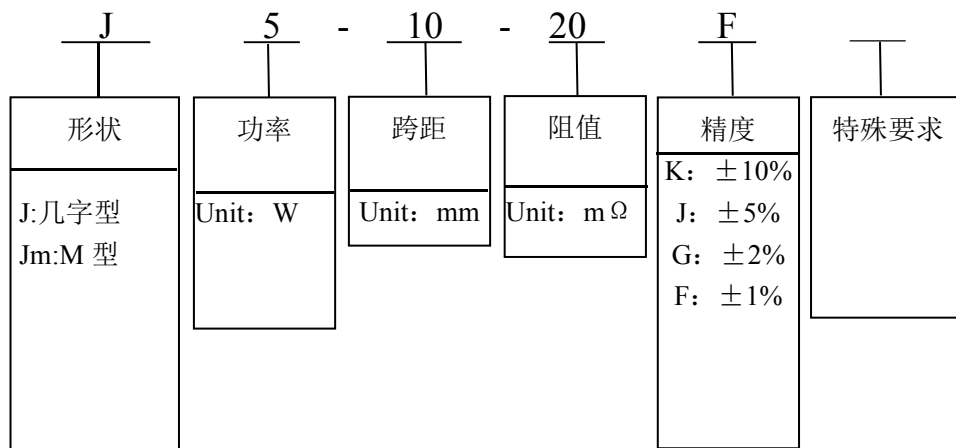 J 5 - 10 - 20 F
形状 功率 跨距 阻值 精度 特殊要求
J:几字型
Jm:M 型
Unit：W
Unit：mm
Unit：mΩ
K：±10%
J：±5%
G：±2%
F：±1%